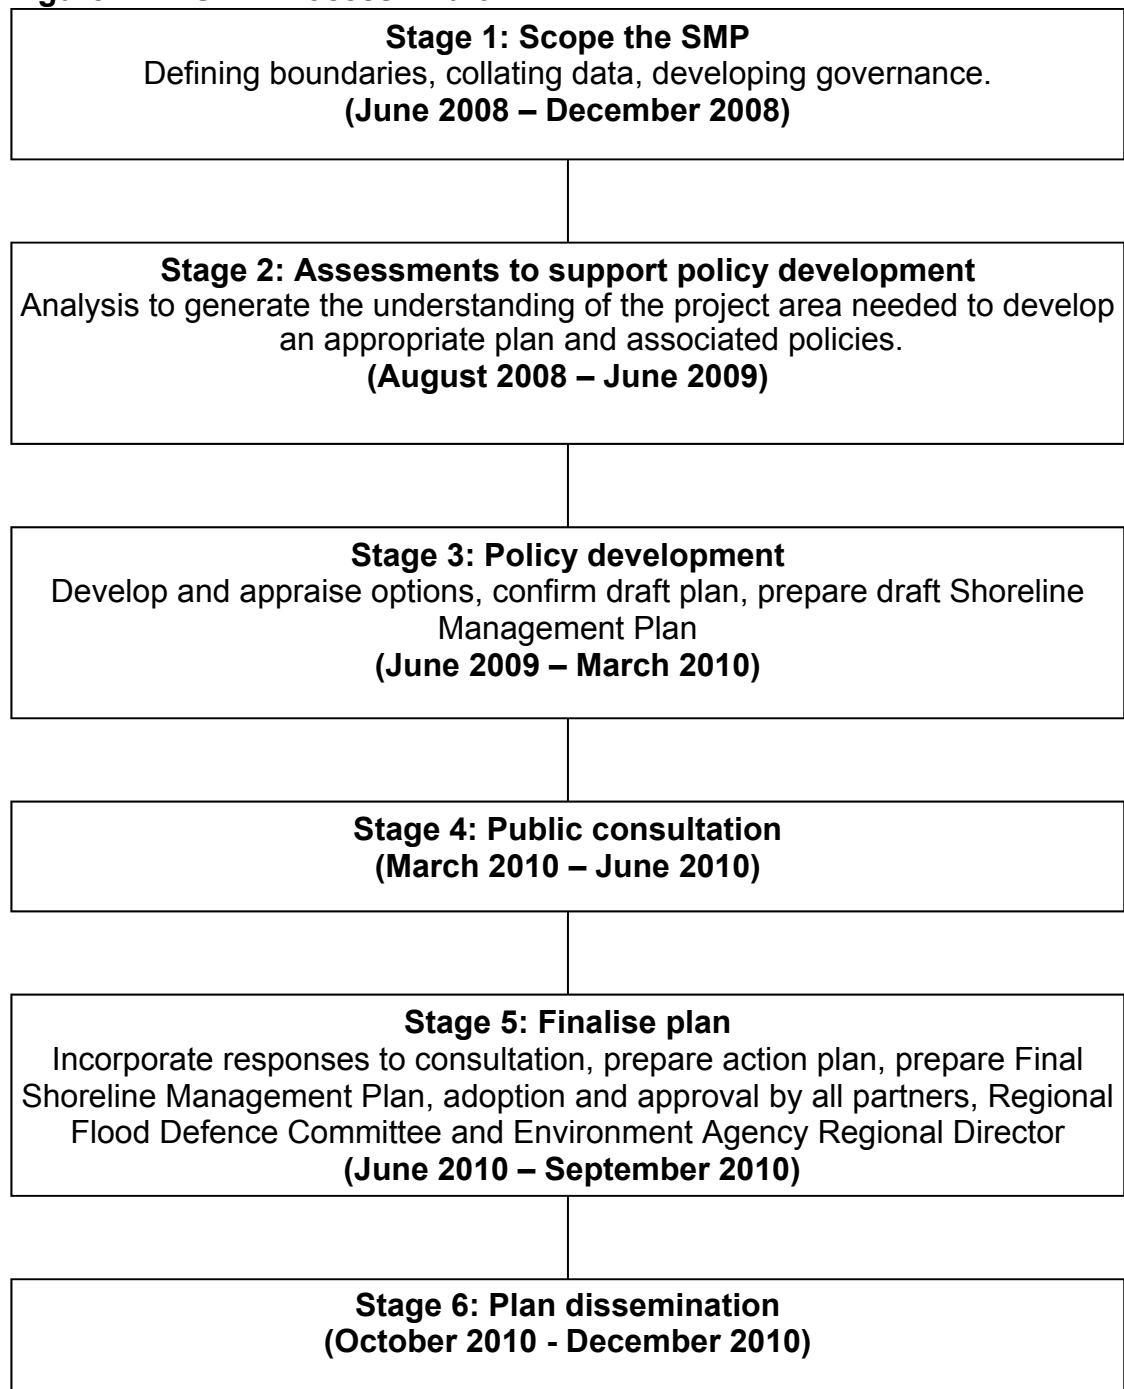 Stage 1: Scope the SMP
Defining boundaries, collating data, developing governance.
(June 2008 – December 2008)
Stage 2: Assessments to support policy development
Analysis to generate the understanding of the project area needed to develop
an appropriate plan and associated policies.
(August 2008 – June 2009)
Stage 3: Policy development
Develop and appraise options, confirm draft plan, prepare draft Shoreline
Management Plan
(June 2009 – March 2010)
Stage 4: Public consultation
(March 2010 – June 2010)
Stage 5: Finalise plan
Incorporate responses to consultation, prepare action plan, prepare Final
Shoreline Management Plan, adoption and approval by all partners, Regional
Flood Defence Committee and Environment Agency Regional Director
(June 2010 – September 2010)
Stage 6: Plan dissemination
(October 2010 - December 2010)